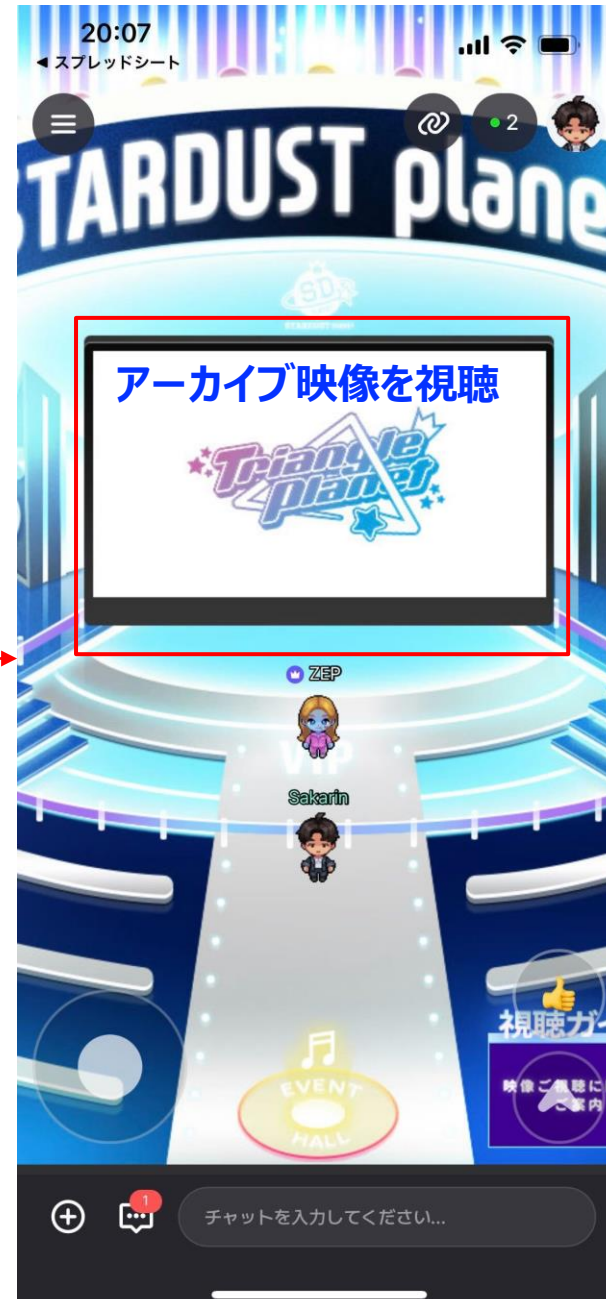 20:07
◀ スプレッドシート
2
STARDUST plane
SD
アーカイブ映像を視聴
Triangle
Planet
ZEP
VIP
Sakarin
視聴ガイ
映像ご視聴に
ご案内
EVENT
HALL
1
チャットを入力してください...